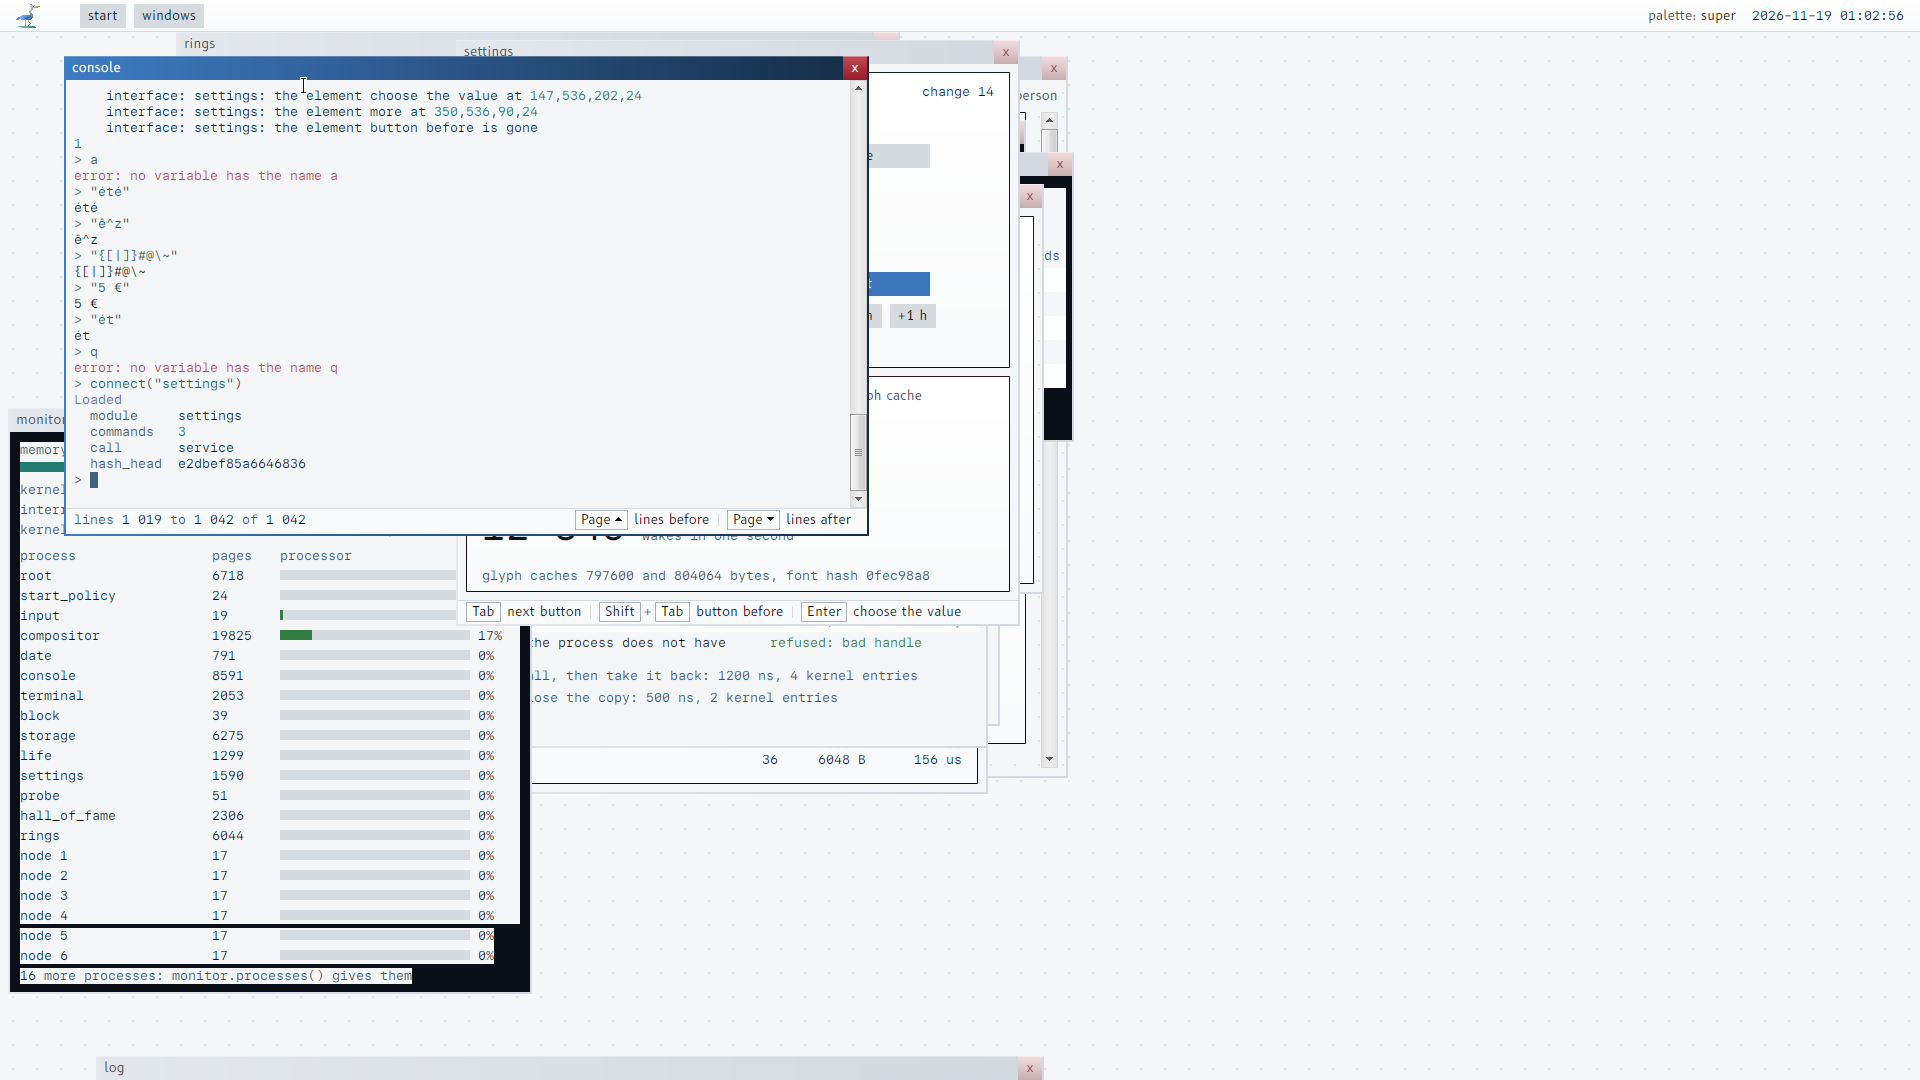 start windows palette: super 2026-11-19 01:02:56
rings
settings x
console x
interface: settings: the element choose the value at 147,536,202,24
interface: settings: the element more at 350,536,90,24
interface: settings: the element button before is gone
1
> a
error: no variable has the name a
> "été"
été
> "ê^z"
ê^z
> "{[|]}#@\~"
{[|]}#@\~
> "5 €"
5 €
> "ét"
ét
> q
error: no variable has the name q
> connect("settings")
Loaded
module settings
commands 3
call service
hash_head e2dbef85a6646836
>
lines 1 019 to 1 042 of 1 042 Page lines before Page lines after
change 14
+1 h
wakes in one second
glyph caches 797600 and 804064 bytes, font hash 0fec98a8
Tab next button Shift + Tab button before Enter choose the value
x
x
x
the process does not have refused: bad handle
then take it back: 1200 ns, 4 kernel entries
the copy: 500 ns, 2 kernel entries
36 6048 B 156 us
monitor
memory
kernel
kernel
process pages processor
root 6718
start_policy 24
input 19
compositor 19825 17%
date 791 0%
console 8591 0%
terminal 2053 0%
block 39 0%
storage 6275 0%
life 1299 0%
settings 1590 0%
probe 51 0%
hall_of_fame 2306 0%
rings 6044 0%
node 1 17 0%
node 2 17 0%
node 3 17 0%
node 4 17 0%
node 5 17 0%
node 6 17 0%
16 more processes: monitor.processes() gives them
log x